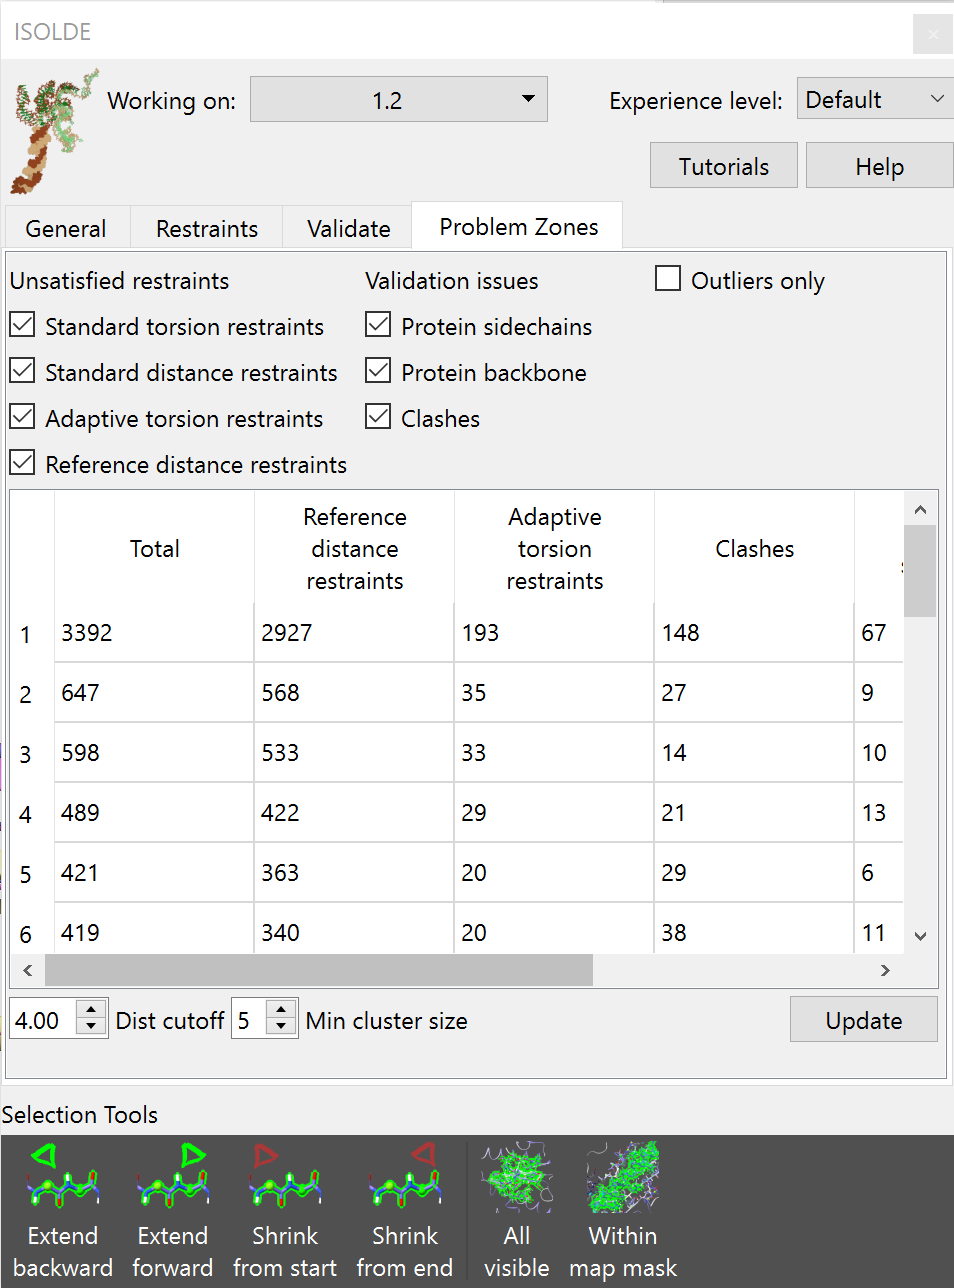 ISOLDE
Working on: 1.2 Experience level: Default
Tutorials Help
General Restraints Validate Problem Zones
Unsatisfied restraints Validation issues Outliers only
Standard torsion restraints Protein sidechains
Standard distance restraints Protein backbone
Adaptive torsion restraints Clashes
Reference distance restraints
Total Reference distance restraints Adaptive torsion restraints Clashes
1 3392 2927 193 148 67
2 647 568 35 27 9
3 598 533 33 14 10
4 489 422 29 21 13
5 421 363 20 29 6
6 419 340 20 38 11
4.00 Dist cutoff 5 Min cluster size Update
Selection Tools
Extend Extend Shrink Shrink All Within
backward forward from start from end visible map mask